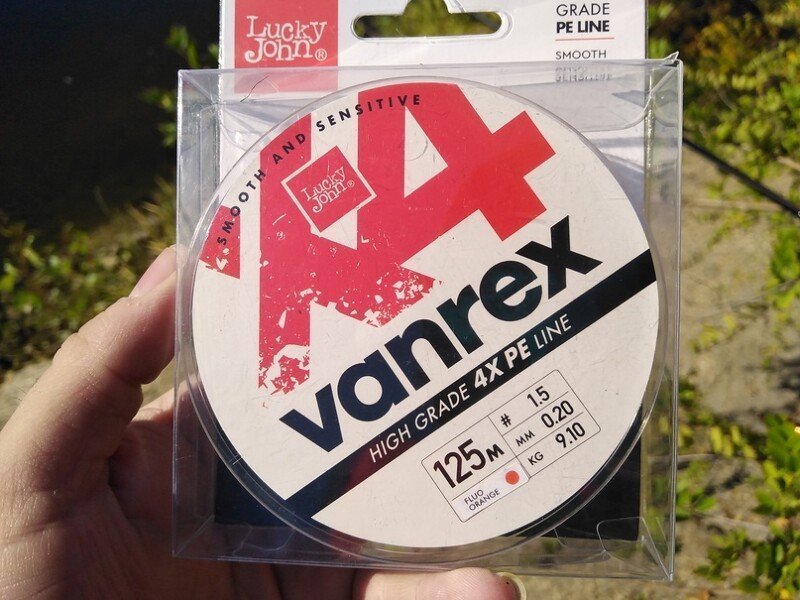 Lucky
John®
GRADE
PE LINE
SMOOTH
SMOOTH AND SENSITIVE
X4
Lucky
John®
vanrex
HIGH GRADE 4X PE LINE
125M
# 1.5
MM 0.20
KG 9.10
FLUO
ORANGE